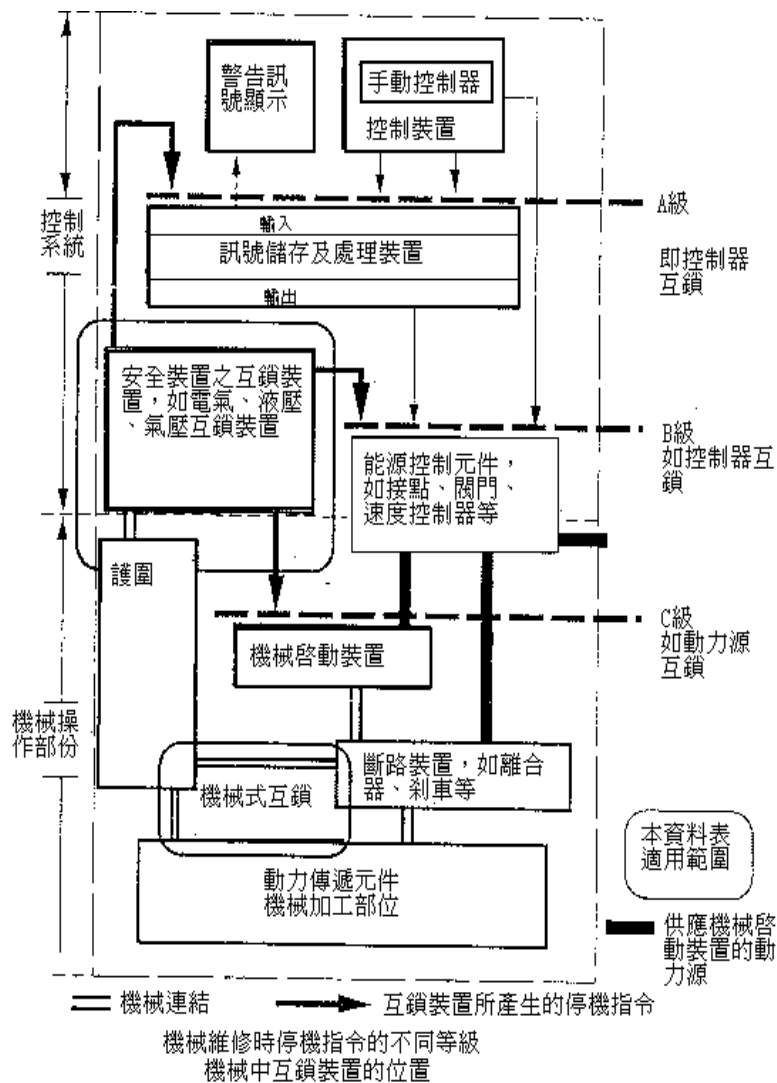 警告訊
號顯示
手動控制器
控制裝置
A級
即控制器
互鎖
控制
系統
輸入
訊號儲存及處理裝置
輸出
安全裝置之互鎖裝
置，如電氣、液壓
、氣壓互鎖裝置
B級
如控制器互
鎖
能源控制元件，
如接點、閥門、
速度控制器等
護圍
C級
如動力源
互鎖
機械啓動裝置
機械操
作部份
斷路裝置，如離合
器、剎車等
機械式互鎖
本資料表
適用範圍
動力傳遞元件
機械加工部位
供應機械啓
動裝置的動
力源
機械連結
互鎖裝置所產生的停機指令
機械維修時停機指令的不同等級
機械中互鎖裝置的位置